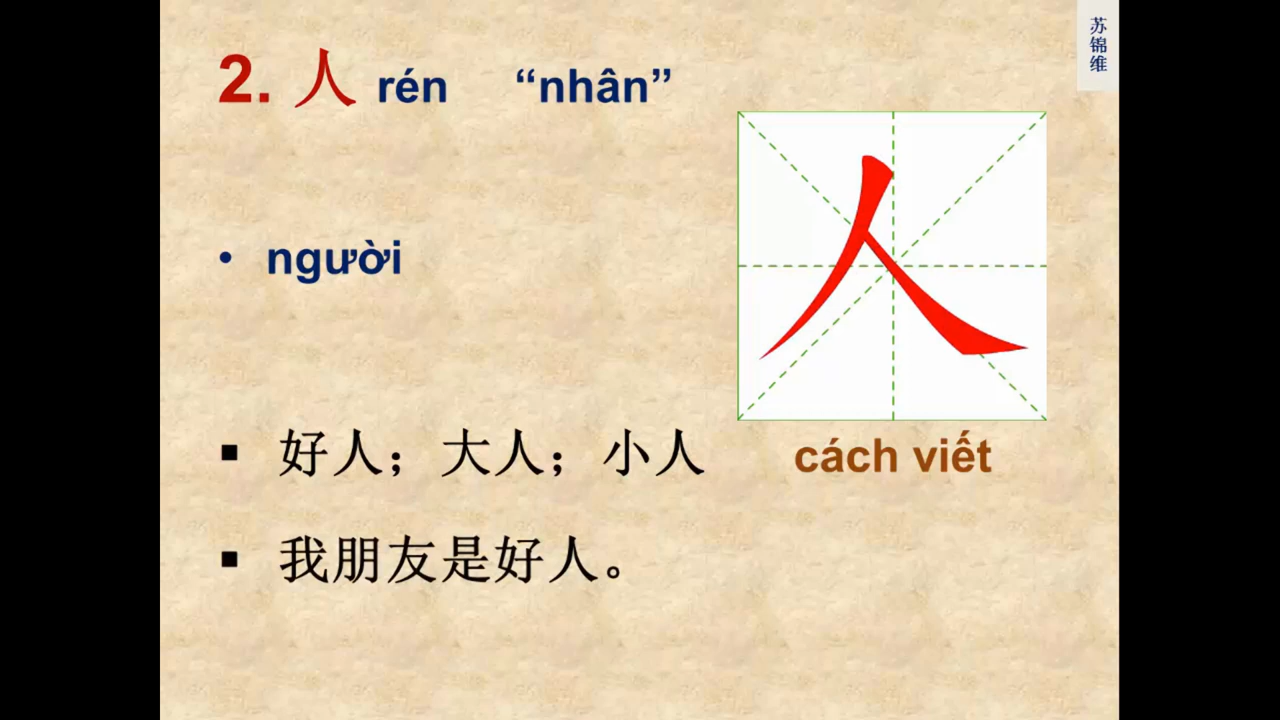 苏锦维
2. 人 rén “nhân”
• người
▪ 好人；大人；小人
cách viết
▪ 我朋友是好人。
人